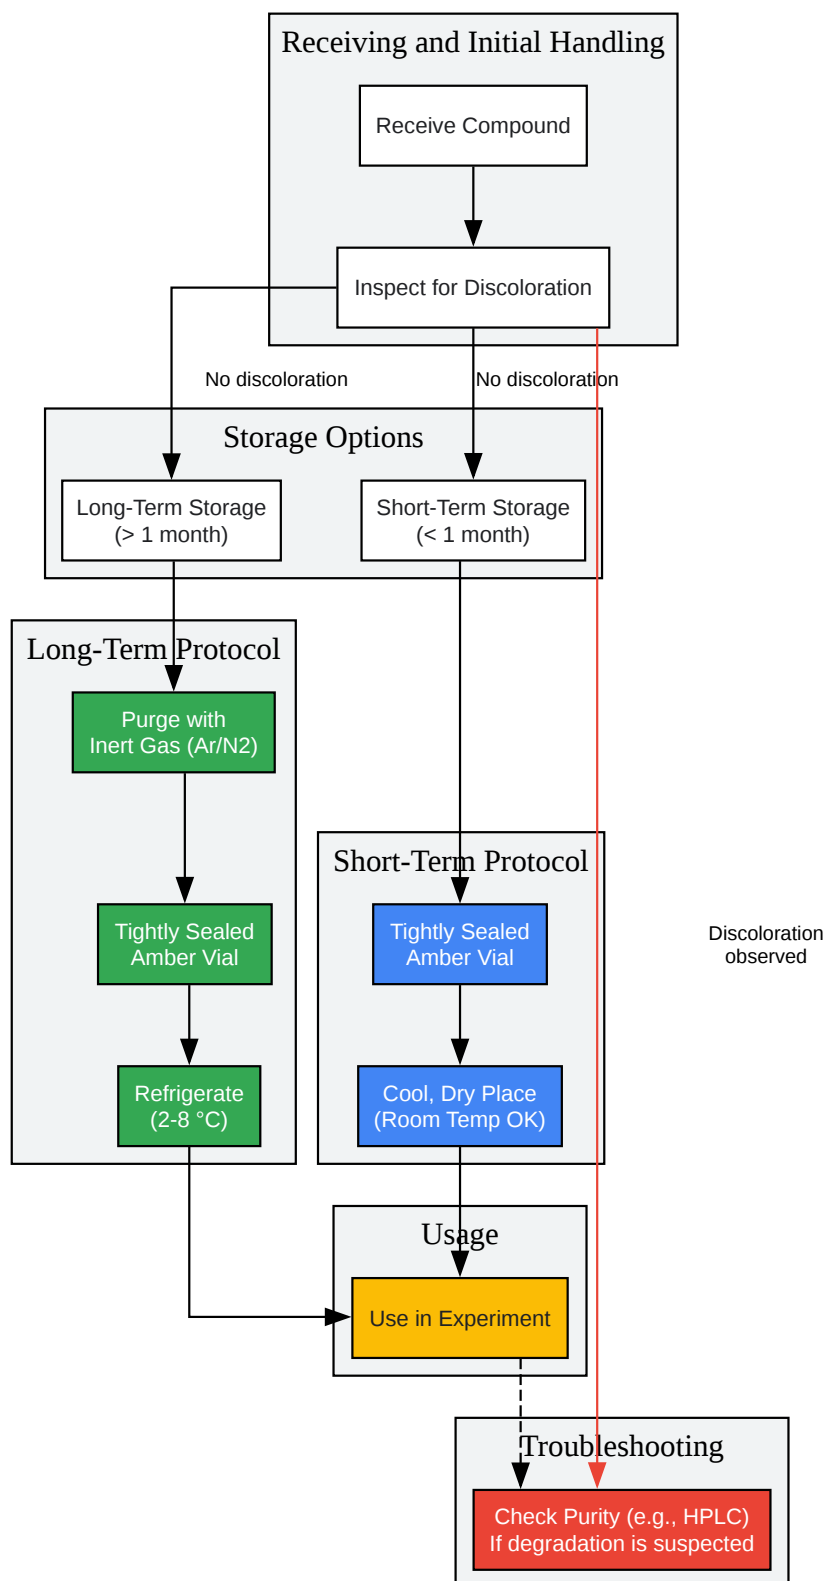 Receiving and Initial Handling
Receive Compound
Inspect for Discoloration
No discoloration
No discoloration
Storage Options
Long-Term Storage
(> 1 month)
Short-Term Storage
(< 1 month)
Long-Term Protocol
Purge with
Inert Gas (Ar/N2)
Tightly Sealed
Amber Vial
Refrigerate
(2-8 °C)
Short-Term Protocol
Tightly Sealed
Amber Vial
Cool, Dry Place
(Room Temp OK)
Discoloration
observed
Usage
Use in Experiment
Troubleshooting
Check Purity (e.g., HPLC)
If degradation is suspected